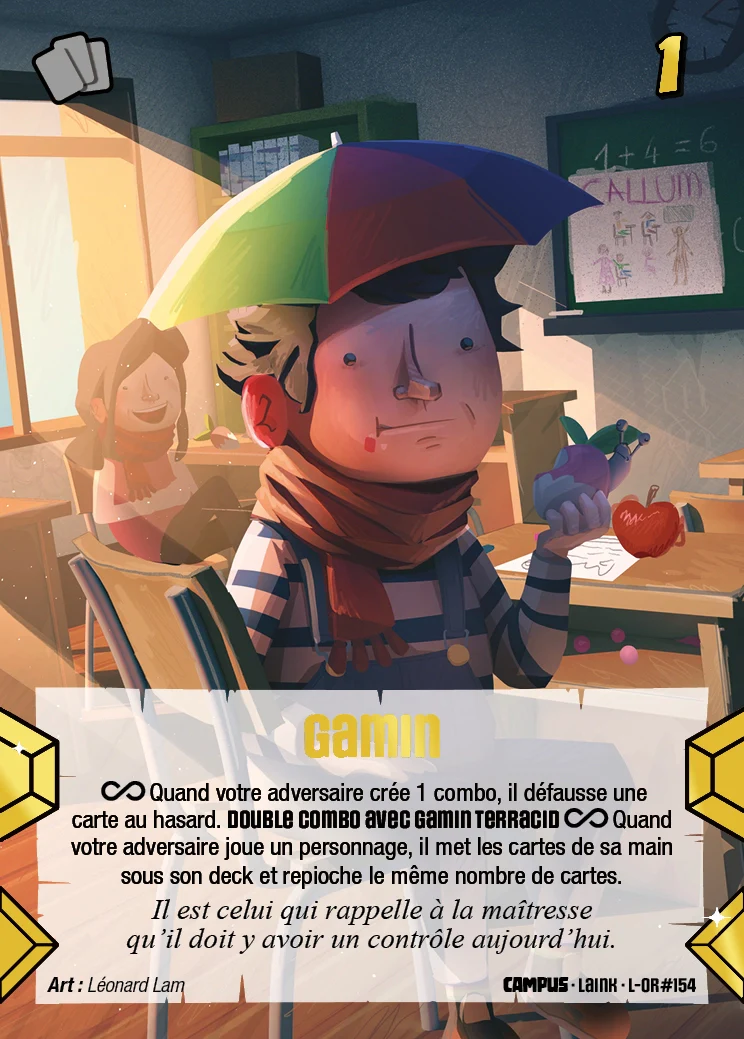 1
1 + 4 = 6
CALLUM
GAMIN
∞ Quand votre adversaire crée 1 combo, il défausse une
carte au hasard. DOUBLE COMBO AVEC GAMIN TERRACID ∞ Quand
votre adversaire joue un personnage, il met les cartes de sa main
sous son deck et repioche le même nombre de cartes.
Il est celui qui rappelle à la maîtresse
qu'il doit y avoir un contrôle aujourd'hui.
Art : Léonard Lam
CAMPUS · LAINK · L-OR#154